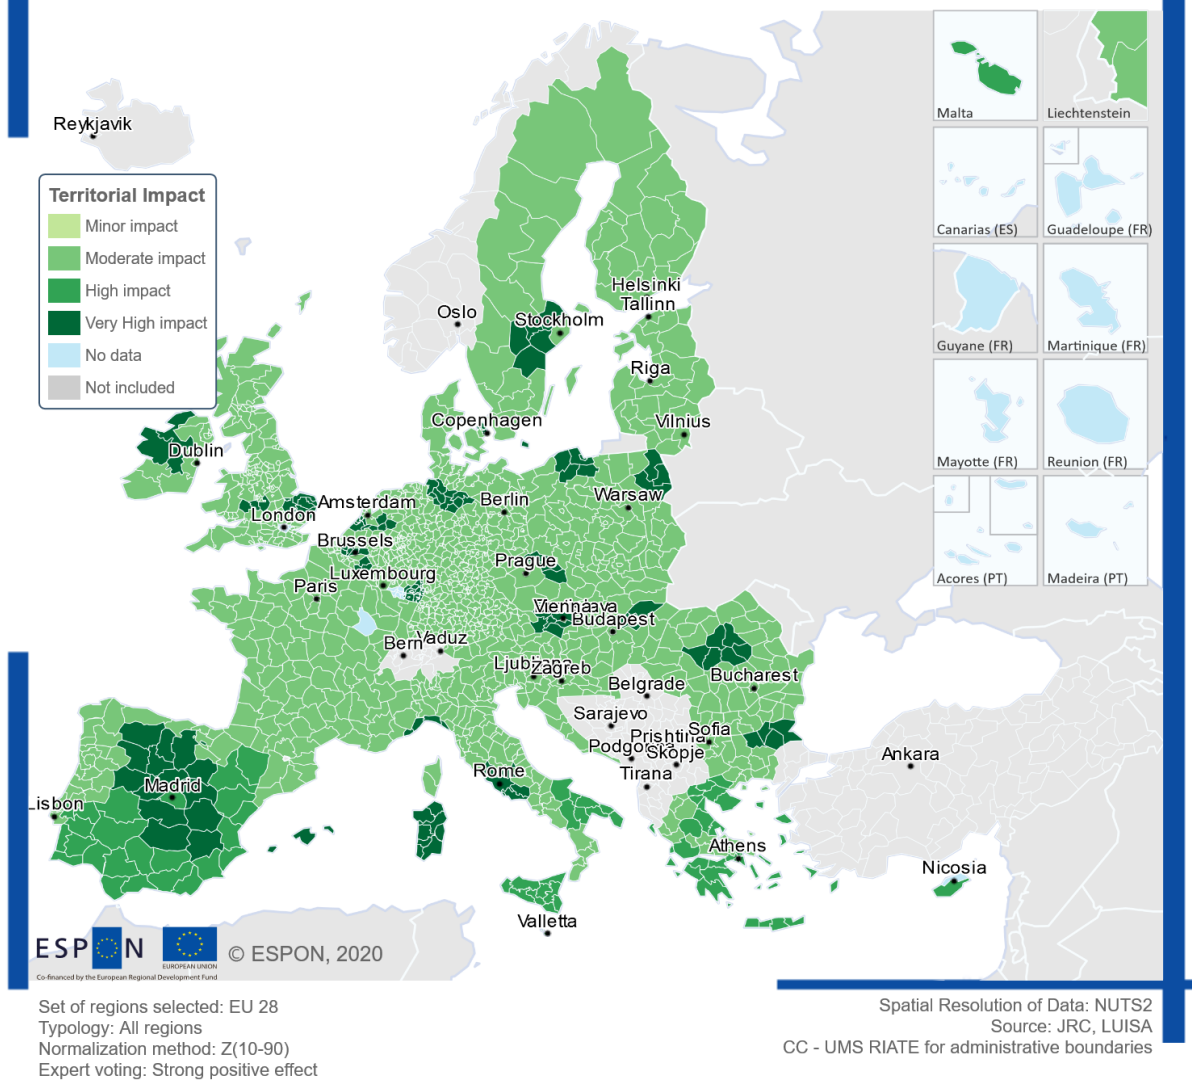 Reykjavik
Territorial Impact
Minor impact
Moderate impact
High impact
Very High impact
No data
Not included
Oslo
Helsinki
Tallinn
Stockholm
Riga
Copenhagen
Vilnius
Dublin
Amsterdam
Berlin
Warsaw
London
Brussels
Prague
Luxembourg
Paris
Budapest
Bern
Vaduz
Zagreb
Belgrade
Bucharest
Sarajevo
Sofia
Prishtina
Skopje
Tirana
Rome
Madrid
Lisbon
Ankara
Athens
Nicosia
Valletta
Malta
Liechtenstein
Canarias (ES)
Guadeloupe (FR)
Guyane (FR)
Martinique (FR)
Mayotte (FR)
Reunion (FR)
Acores (PT)
Madeira (PT)
ESPON
EUROPEAN UNION
Co-financed by the European Regional Development Fund
© ESPON, 2020
Set of regions selected: EU 28
Typology: All regions
Normalization method: Z(10-90)
Expert voting: Strong positive effect
Spatial Resolution of Data: NUTS2
Source: JRC, LUISA
CC - UMS RIATE for administrative boundaries